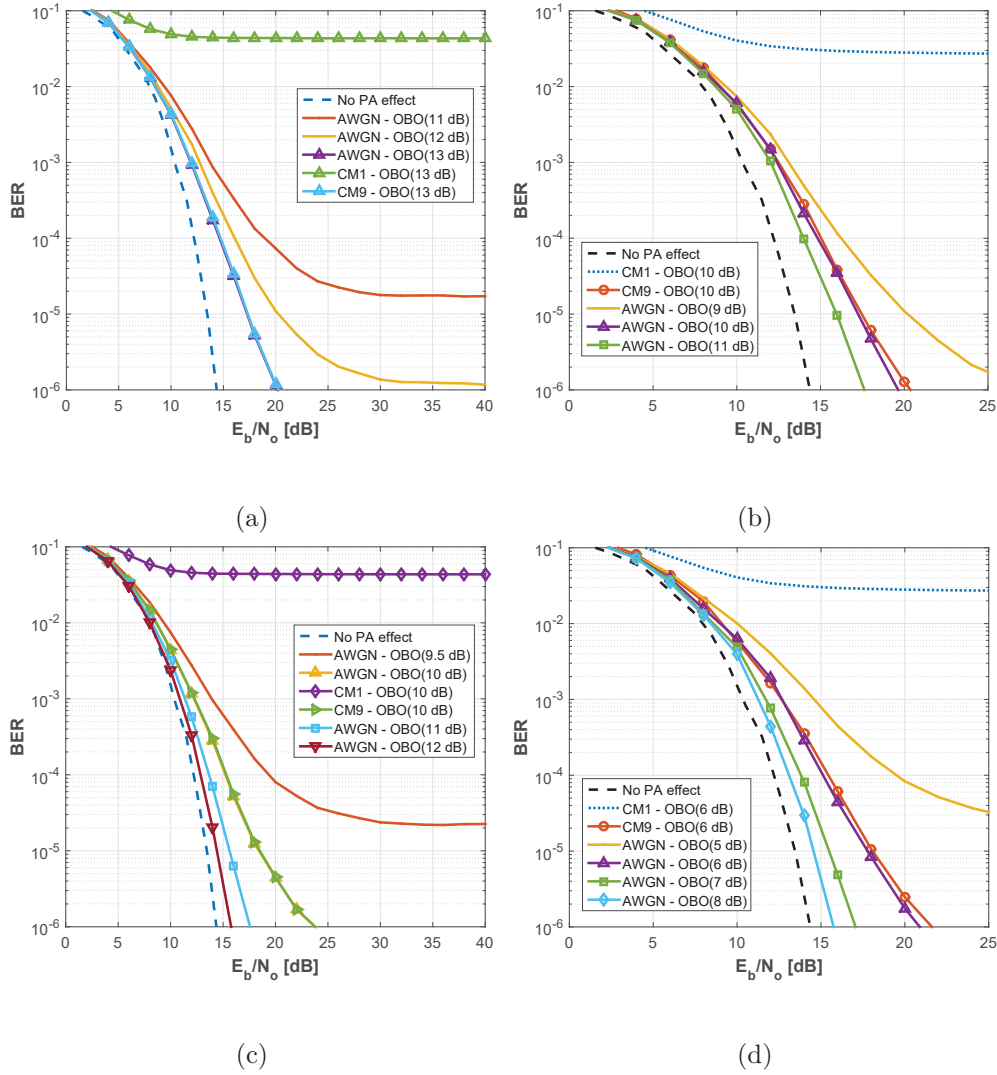 10^-1
10^-2
10^-3
10^-4
10^-5
10^-6
BER
0 5 10 15 20 25 30 35 40
E_b/N_o [dB]
No PA effect
AWGN - OBO(11 dB)
AWGN - OBO(12 dB)
AWGN - OBO(13 dB)
CM1 - OBO(13 dB)
CM9 - OBO(13 dB)
(a)
10^-1
10^-2
10^-3
10^-4
10^-5
10^-6
BER
0 5 10 15 20 25
E_b/N_o [dB]
No PA effect
CM1 - OBO(10 dB)
CM9 - OBO(10 dB)
AWGN - OBO(9 dB)
AWGN - OBO(10 dB)
AWGN - OBO(11 dB)
(b)
10^-1
10^-2
10^-3
10^-4
10^-5
10^-6
BER
0 5 10 15 20 25 30 35 40
E_b/N_o [dB]
No PA effect
AWGN - OBO(9.5 dB)
AWGN - OBO(10 dB)
CM1 - OBO(10 dB)
CM9 - OBO(10 dB)
AWGN - OBO(11 dB)
AWGN - OBO(12 dB)
(c)
10^-1
10^-2
10^-3
10^-4
10^-5
10^-6
BER
0 5 10 15 20 25
E_b/N_o [dB]
No PA effect
CM1 - OBO(6 dB)
CM9 - OBO(6 dB)
AWGN - OBO(5 dB)
AWGN - OBO(6 dB)
AWGN - OBO(7 dB)
AWGN - OBO(8 dB)
(d)